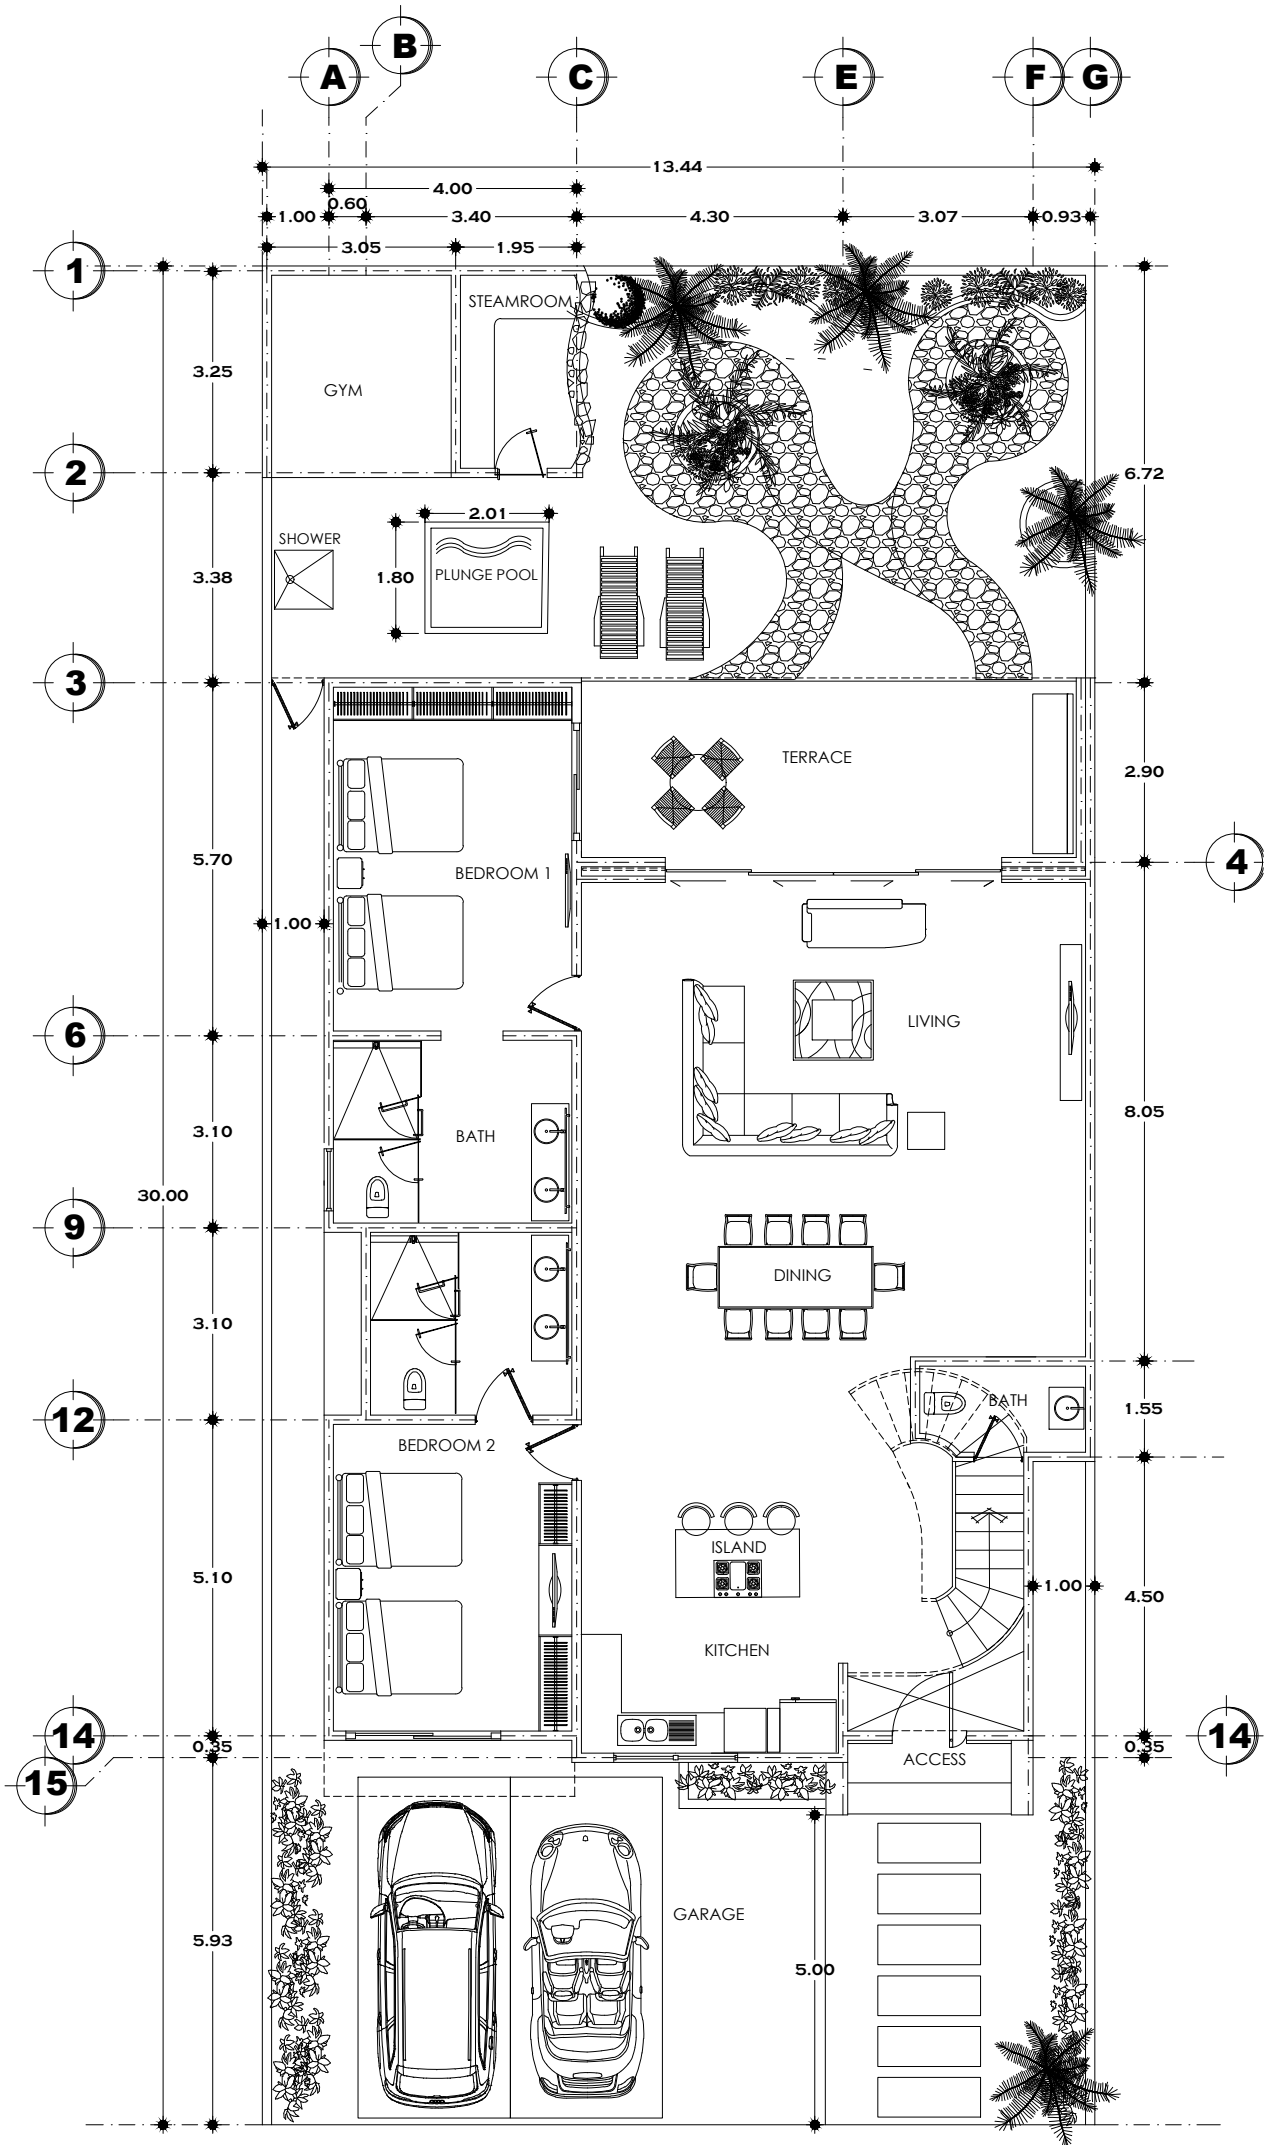 B
A
C
E
F
G
13.44
4.00
0.60
1.00
3.40
4.30
3.07
0.93
3.05
1.95
1
STEAMROOM
3.25
GYM
2
6.72
2.01
SHOWER
3.38
1.80
PLUNGE POOL
3
TERRACE
2.90
5.70
4
BEDROOM 1
1.00
LIVING
6
8.05
3.10
BATH
30.00
9
DINING
3.10
BATH
1.55
12
BEDROOM 2
ISLAND
5.10
1.00
4.50
KITCHEN
14
14
0.35
0.35
ACCESS
15
GARAGE
5.93
5.00